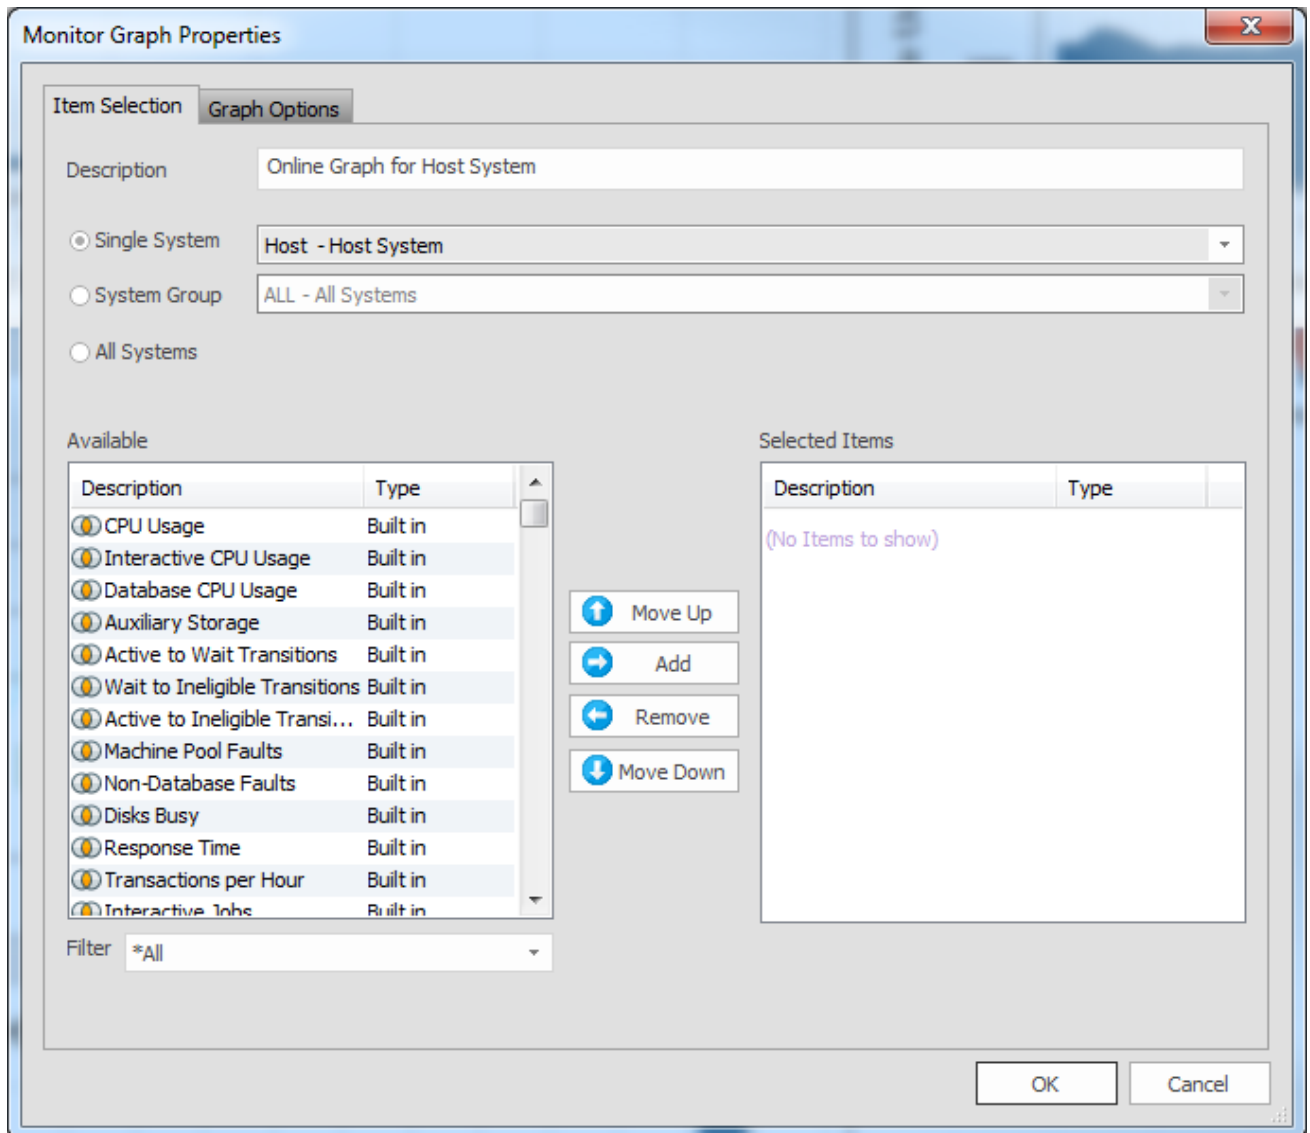 Monitor Graph Properties
Item Selection
Graph Options
Description
Online Graph for Host System
Single System
Host - Host System
System Group
ALL - All Systems
All Systems
Available
Description Type
CPU Usage Built in
Interactive CPU Usage Built in
Database CPU Usage Built in
Auxiliary Storage Built in
Active to Wait Transitions Built in
Wait to Ineligible Transitions Built in
Active to Ineligible Transi... Built in
Machine Pool Faults Built in
Non-Database Faults Built in
Disks Busy Built in
Response Time Built in
Transactions per Hour Built in
Interactive Jobs Built in
Filter *All
Move Up
Add
Remove
Move Down
Selected Items
Description Type
(No Items to show)
OK
Cancel